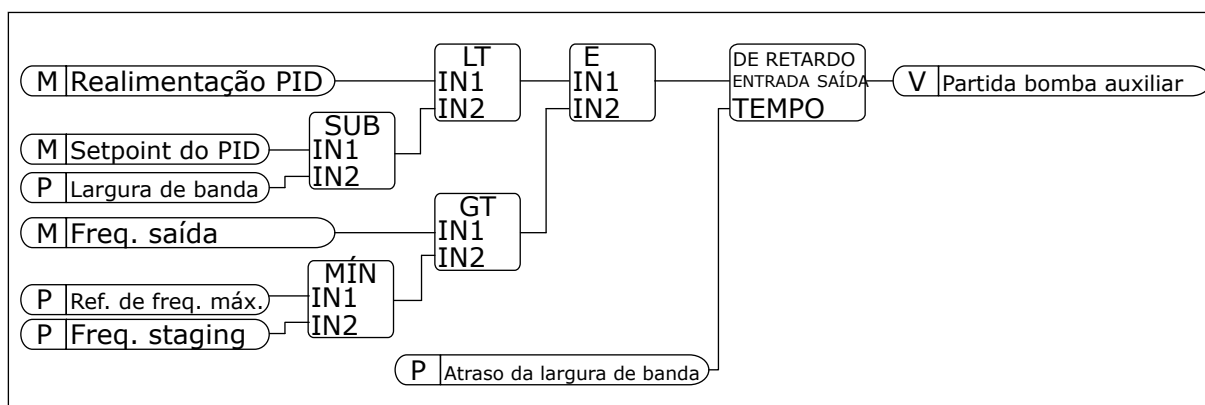 LT
E
DE RETARDO
M Realimentação PID
IN1
IN1
ENTRADA SAÍDA
V Partida bomba auxiliar
IN2
IN2
TEMPO
SUB
M Setpoint do PID
IN1
P Largura de banda
IN2
GT
M Freq. saída
IN1
IN2
MÍN
P Ref. de freq. máx.
IN1
P Freq. staging
IN2
P Atraso da largura de banda